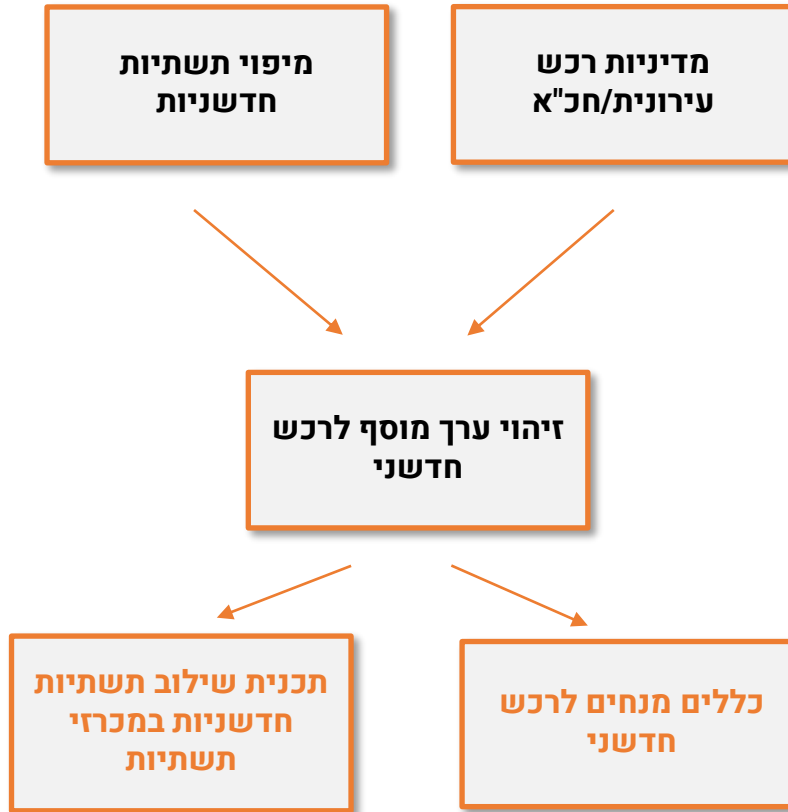 מדיניות רכש
עירונית/חכ"א
מיפוי תשתיות
חדשניות
זיהוי ערך מוסף לרכש
חדשני
כללים מנחים לרכש
חדשני
תכנית שילוב תשתיות
חדשניות במכרזי
תשתיות